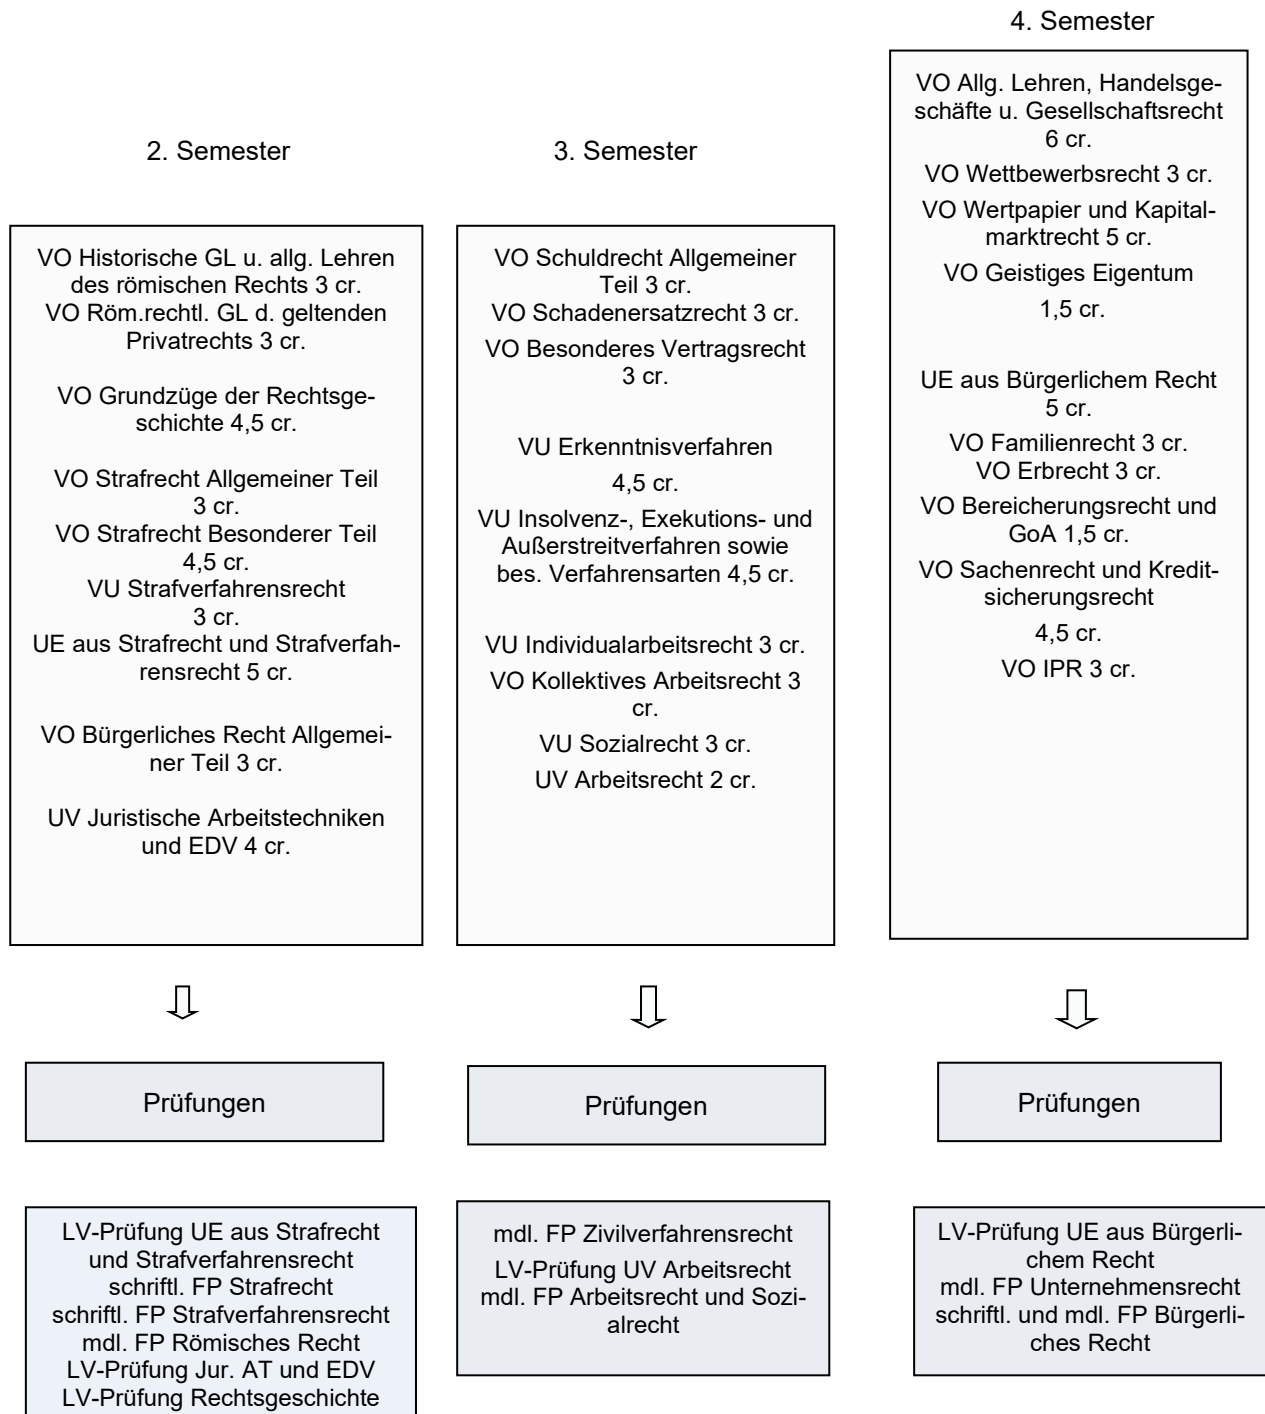 2. Semester
VO Historische GL u. allg. Lehren
des römischen Rechts 3 cr.
VO Röm.rechtl. GL d. geltenden
Privatrechts 3 cr.
VO Grundzüge der Rechtsge-
schichte 4,5 cr.
VO Strafrecht Allgemeiner Teil
3 cr.
VO Strafrecht Besonderer Teil
4,5 cr.
VU Strafverfahrensrecht
3 cr.
UE aus Strafrecht und Strafverfah-
rensrecht 5 cr.
VO Bürgerliches Recht Allgemei-
ner Teil 3 cr.
UV Juristische Arbeitstechniken
und EDV 4 cr.
Prüfungen
LV-Prüfung UE aus Strafrecht
und Strafverfahrensrecht
schriftl. FP Strafrecht
schriftl. FP Strafverfahrensrecht
mdl. FP Römisches Recht
LV-Prüfung Jur. AT und EDV
LV-Prüfung Rechtsgeschichte
3. Semester
VO Schuldrecht Allgemeiner
Teil 3 cr.
VO Schadenersatzrecht 3 cr.
VO Besonderes Vertragsrecht
3 cr.
VU Erkenntnisverfahren
4,5 cr.
VU Insolvenz-, Exekutions- und
Außerstreitverfahren sowie
bes. Verfahrensarten 4,5 cr.
VU Individualarbeitsrecht 3 cr.
VO Kollektives Arbeitsrecht 3
cr.
VU Sozialrecht 3 cr.
UV Arbeitsrecht 2 cr.
Prüfungen
mdl. FP Zivilverfahrensrecht
LV-Prüfung UV Arbeitsrecht
mdl. FP Arbeitsrecht und Sozi-
alrecht
4. Semester
VO Allg. Lehren, Handelsge-
schäfte u. Gesellschaftsrecht
6 cr.
VO Wettbewerbsrecht 3 cr.
VO Wertpapier und Kapital-
marktrecht 5 cr.
VO Geistiges Eigentum
1,5 cr.
UE aus Bürgerlichem Recht
5 cr.
VO Familienrecht 3 cr.
VO Erbrecht 3 cr.
VO Bereicherungsrecht und
GoA 1,5 cr.
VO Sachenrecht und Kredit-
sicherungsrecht
4,5 cr.
VO IPR 3 cr.
Prüfungen
LV-Prüfung UE aus Bürgerli-
chem Recht
mdl. FP Unternehmensrecht
schriftl. und mdl. FP Bürgerli-
ches Recht